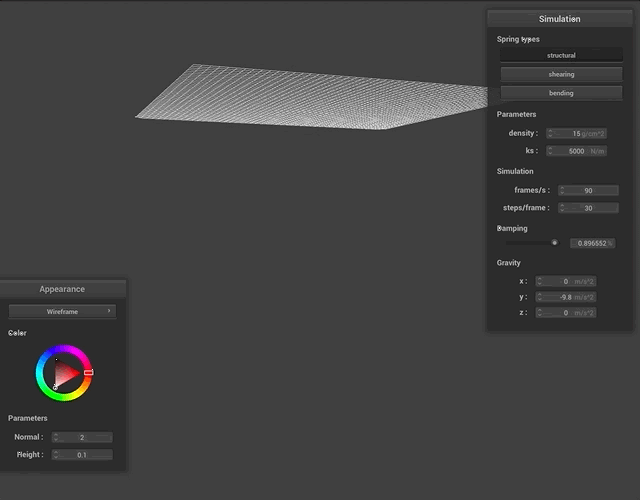 Simulation
Spring types
structural
shearing
bending
Parameters
density : 15 g/cm^2
ks : 5000 N/m
Simulation
frames/s : 90
steps/frame : 30
Damping
0.896552 %
Gravity
x : 0 m/s^2
y : -9.8 m/s^2
z : 0 m/s^2
Appearance
Wireframe
Color
Parameters
Normal : 2
Height : 0.1